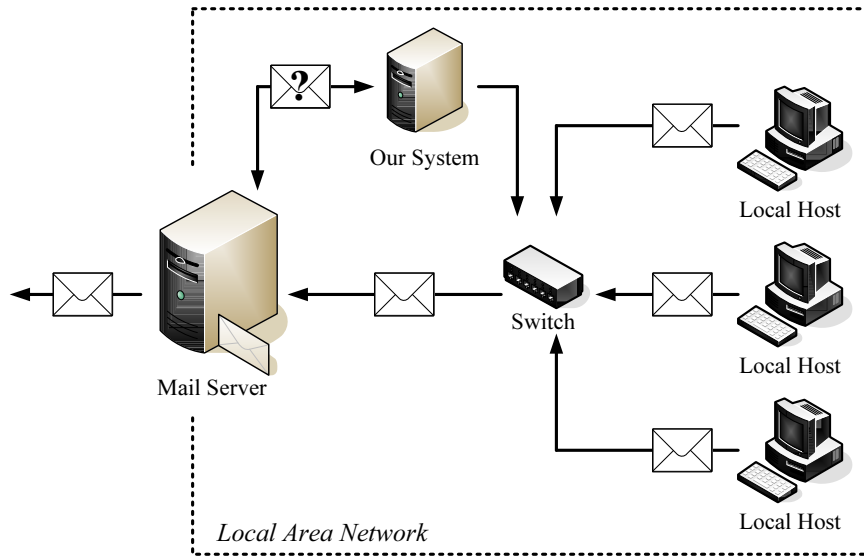 ?
Our System
Local Host
Switch
Local Host
Mail Server
Local Host
Local Area Network